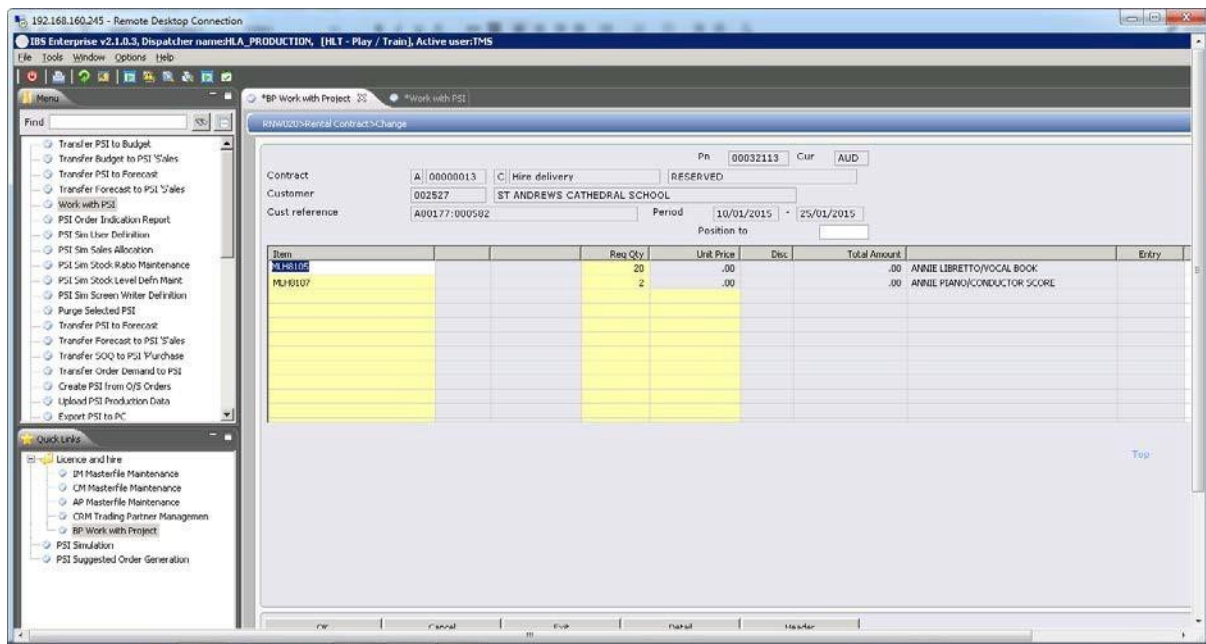 192.168.160.245 - Remote Desktop Connection
IBS Enterprise v2.1.0.3, Dispatcher name:HLA_PRODUCTION, [HLT - Play / Train], Active user:TMS
File Tools Window Options Help
Menu
*BP Work with Project
*Work with PSI
Find
RNW020>Rental Contract>Change
Transfer PSI to Budget
Transfer Budget to PSI 'Sales
Transfer PSI to Forecast
Transfer Forecast to PSI 'Sales
Work with PSI
PSI Order Indication Report
PSI Sim User Definition
PSI Sim Sales Allocation
PSI Sim Stock Ratio Maintenance
PSI Sim Stock Level Defn Maint
PSI Sim Screen Writer Definition
Purge Selected PSI
Transfer PSI to Forecast
Transfer Forecast to PSI 'Sales
Transfer SOQ to PSI 'Purchase
Transfer Order Demand to PSI
Create PSI from O/S Orders
Upload PSI Production Data
Export PSI to PC
Pn 00032113 Cur AUD
Contract A 00000013 C Hire delivery RESERVED
Customer 002527 ST ANDREWS CATHEDRAL SCHOOL
Cust reference A00177:000582 Period 10/01/2015 - 25/01/2015
Position to
Item Req Qty Unit Price Disc Total Amount Entry
MLH8105 20 .00 .00 ANNIE LIBRETTO/VOCAL BOOK
MLH8107 2 .00 .00 ANNIE PIANO/CONDUCTOR SCORE
Top
Quick Links
Licence and hire
IM Masterfile Maintenance
CM Masterfile Maintenance
AP Masterfile Maintenance
CRM Trading Partner Managemen
BP Work with Project
PSI Simulation
PSI Suggested Order Generation
OK Cancel Exit Detail Header